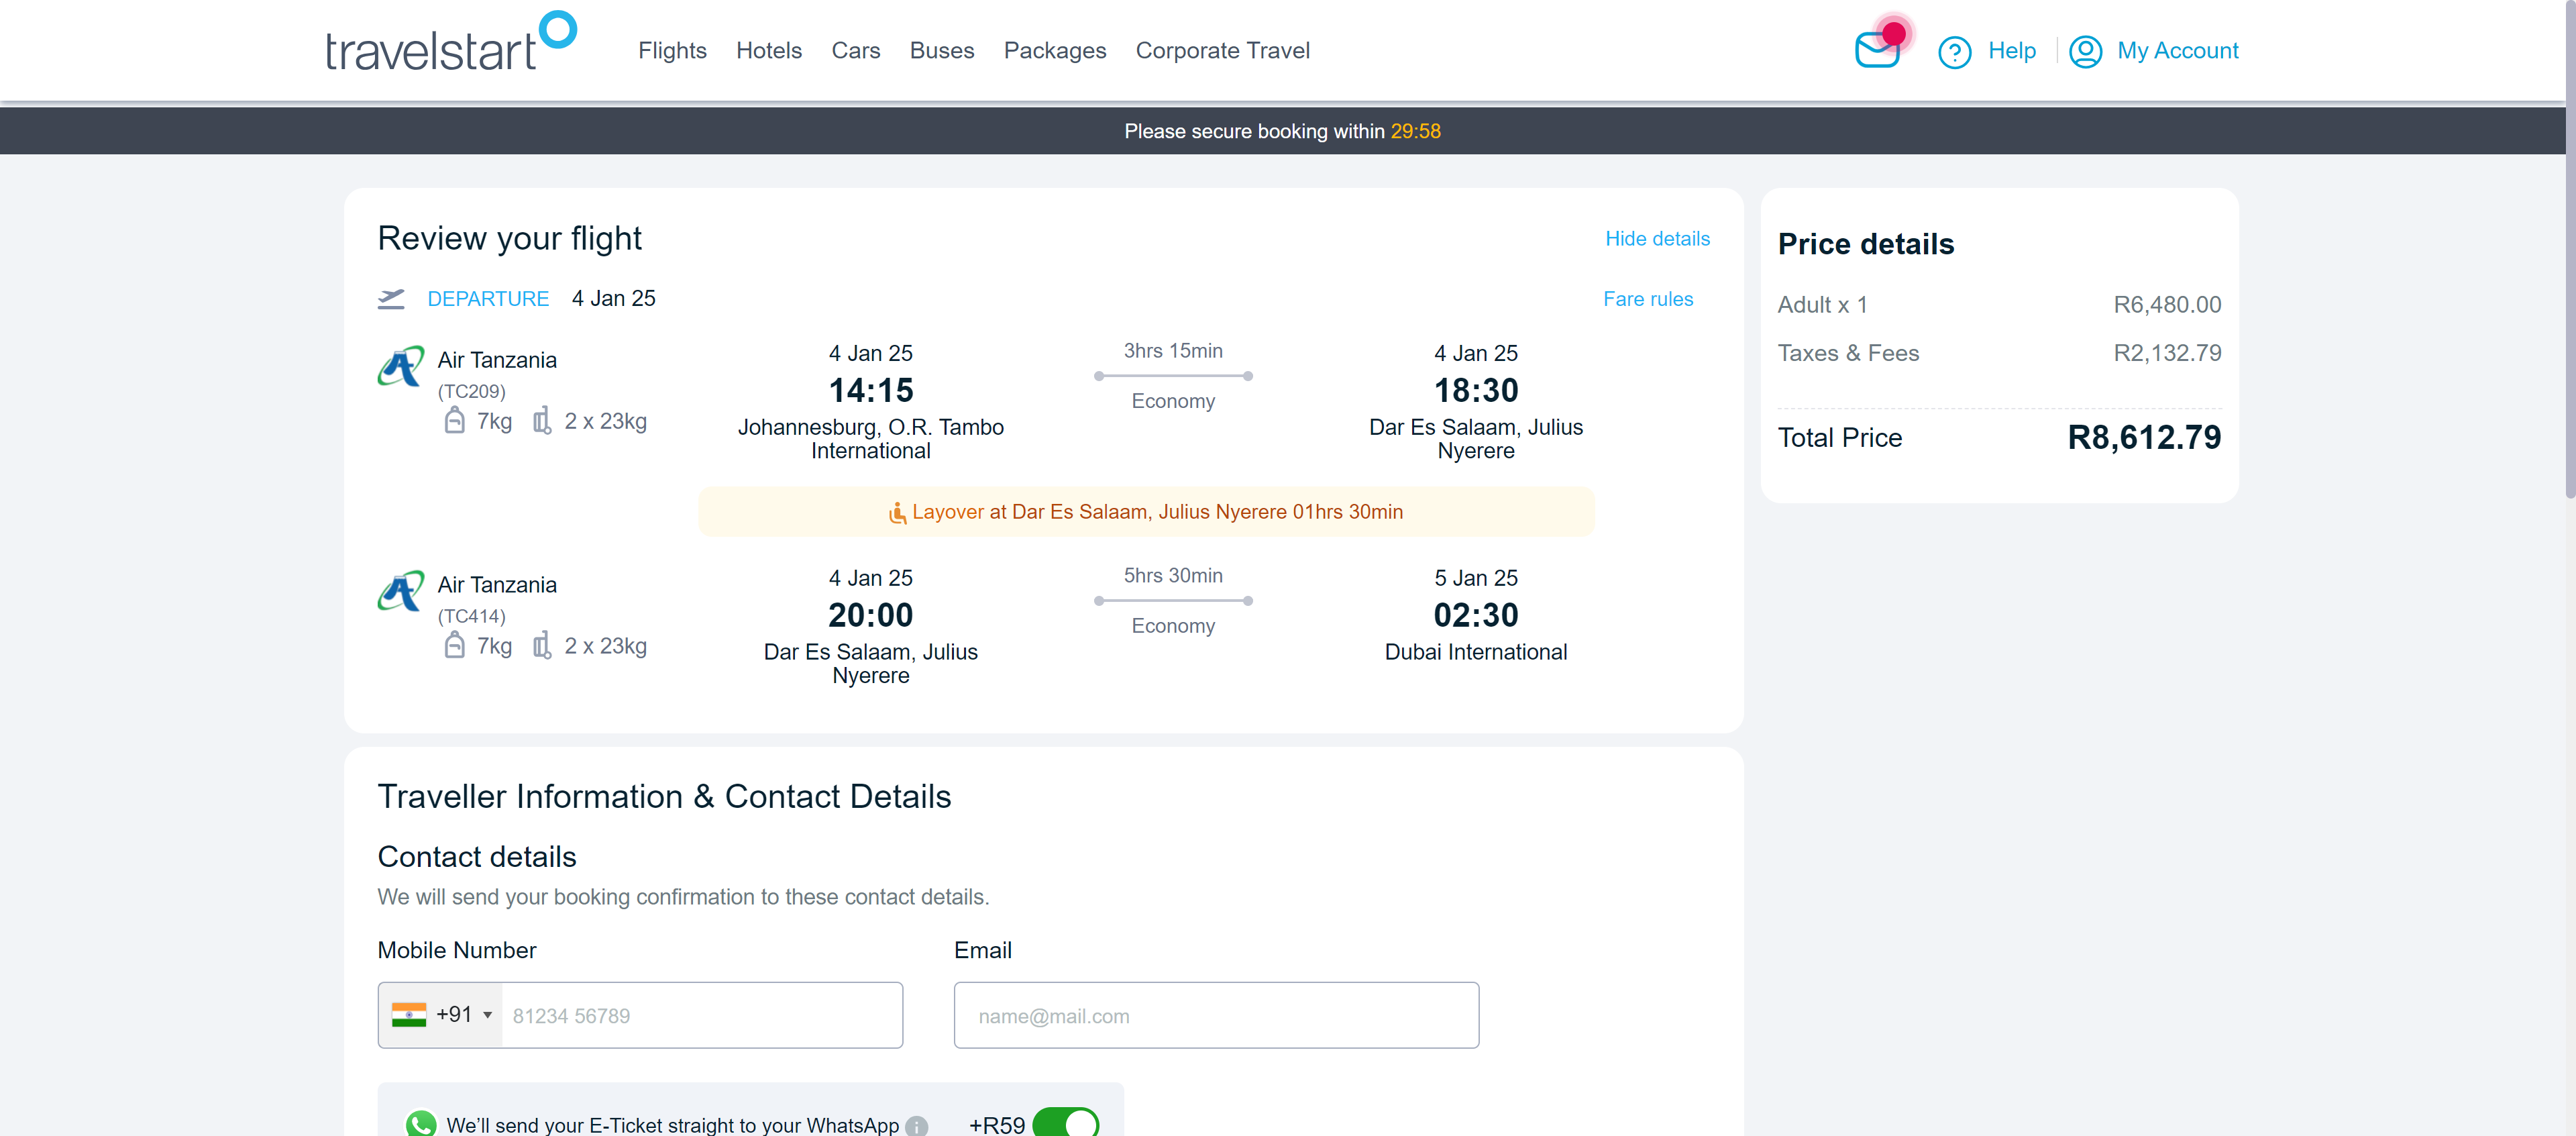 travelstart
Flights Hotels Cars Buses Packages Corporate Travel
Help My Account
Please secure booking within 29:58
Review your flight
Hide details
DEPARTURE 4 Jan 25
Fare rules
Air Tanzania
(TC209)
7kg 2 x 23kg
4 Jan 25
14:15
Johannesburg, O.R. Tambo
International
3hrs 15min
Economy
4 Jan 25
18:30
Dar Es Salaam, Julius
Nyerere
Layover at Dar Es Salaam, Julius Nyerere 01hrs 30min
Air Tanzania
(TC414)
7kg 2 x 23kg
4 Jan 25
20:00
Dar Es Salaam, Julius
Nyerere
5hrs 30min
Economy
5 Jan 25
02:30
Dubai International
Price details
Adult x 1 R6,480.00
Taxes & Fees R2,132.79
Total Price R8,612.79
Traveller Information & Contact Details
Contact details
We will send your booking confirmation to these contact details.
Mobile Number
+91 81234 56789
Email
name@mail.com
We'll send your E-Ticket straight to your WhatsApp +R59